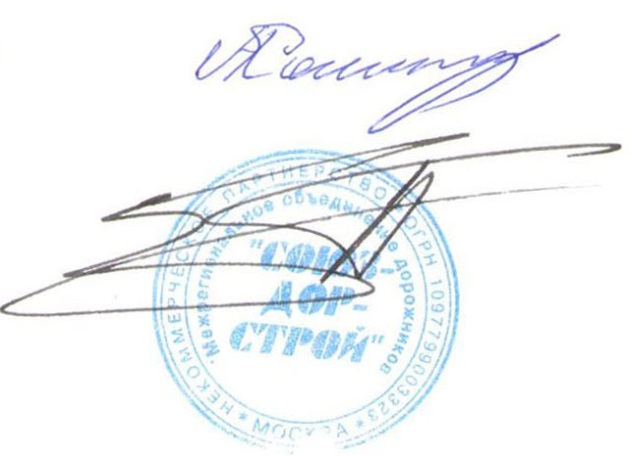 НЕКОММЕРЧЕСКОЕ ПАРТНЕРСТВО * ОГРН 1097799003323 *
МОСКВА *
"Межрегиональное объединение дорожников
"СОЮЗ-
ДОР-
СТРОЙ"